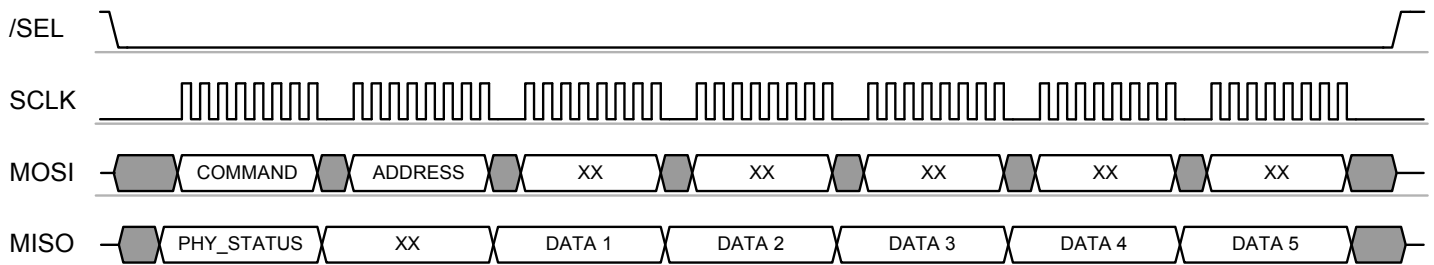 /SEL
SCLK
MOSI COMMAND ADDRESS XX XX XX XX XX
MISO PHY_STATUS XX DATA 1 DATA 2 DATA 3 DATA 4 DATA 5